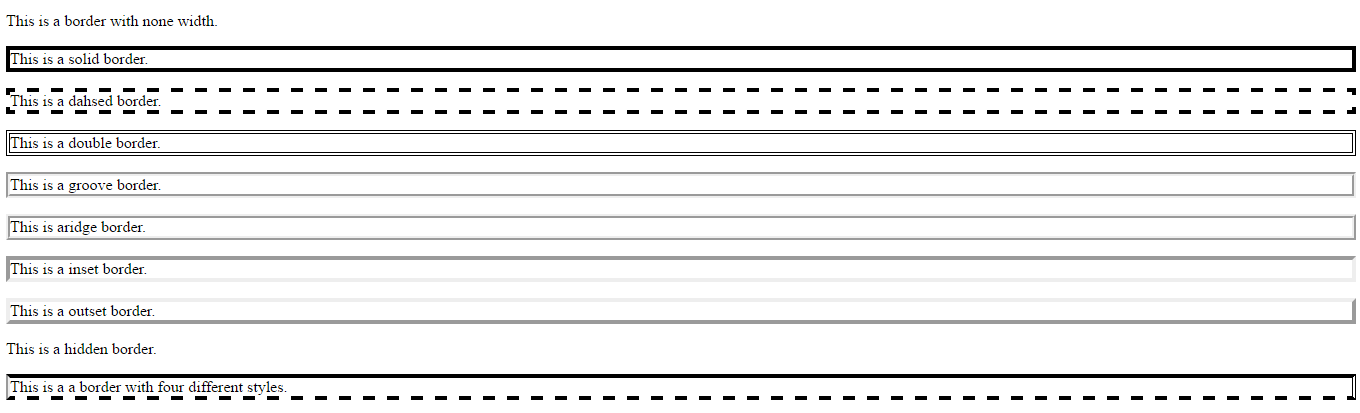 This is a border with none width.
This is a solid border.
This is a dahsed border.
This is a double border.
This is a groove border.
This is aridge border.
This is a inset border.
This is a outset border.
This is a hidden border.
This is a a border with four different styles.